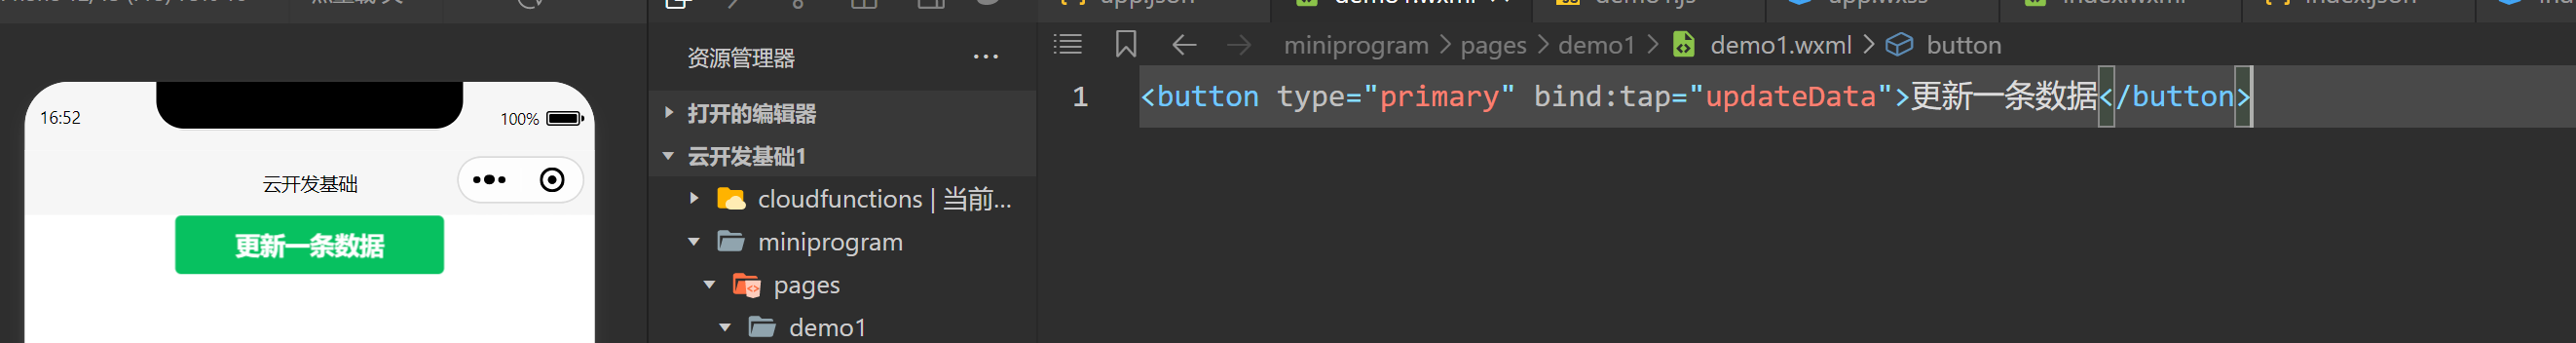 16:52
100%
云开发基础
更新一条数据
资源管理器
打开的编辑器
云开发基础1
cloudfunctions | 当前...
miniprogram
pages
demo1
miniprogram > pages > demo1 > demo1.wxml > button
1 <button type="primary" bind:tap="updateData">更新一条数据</button>